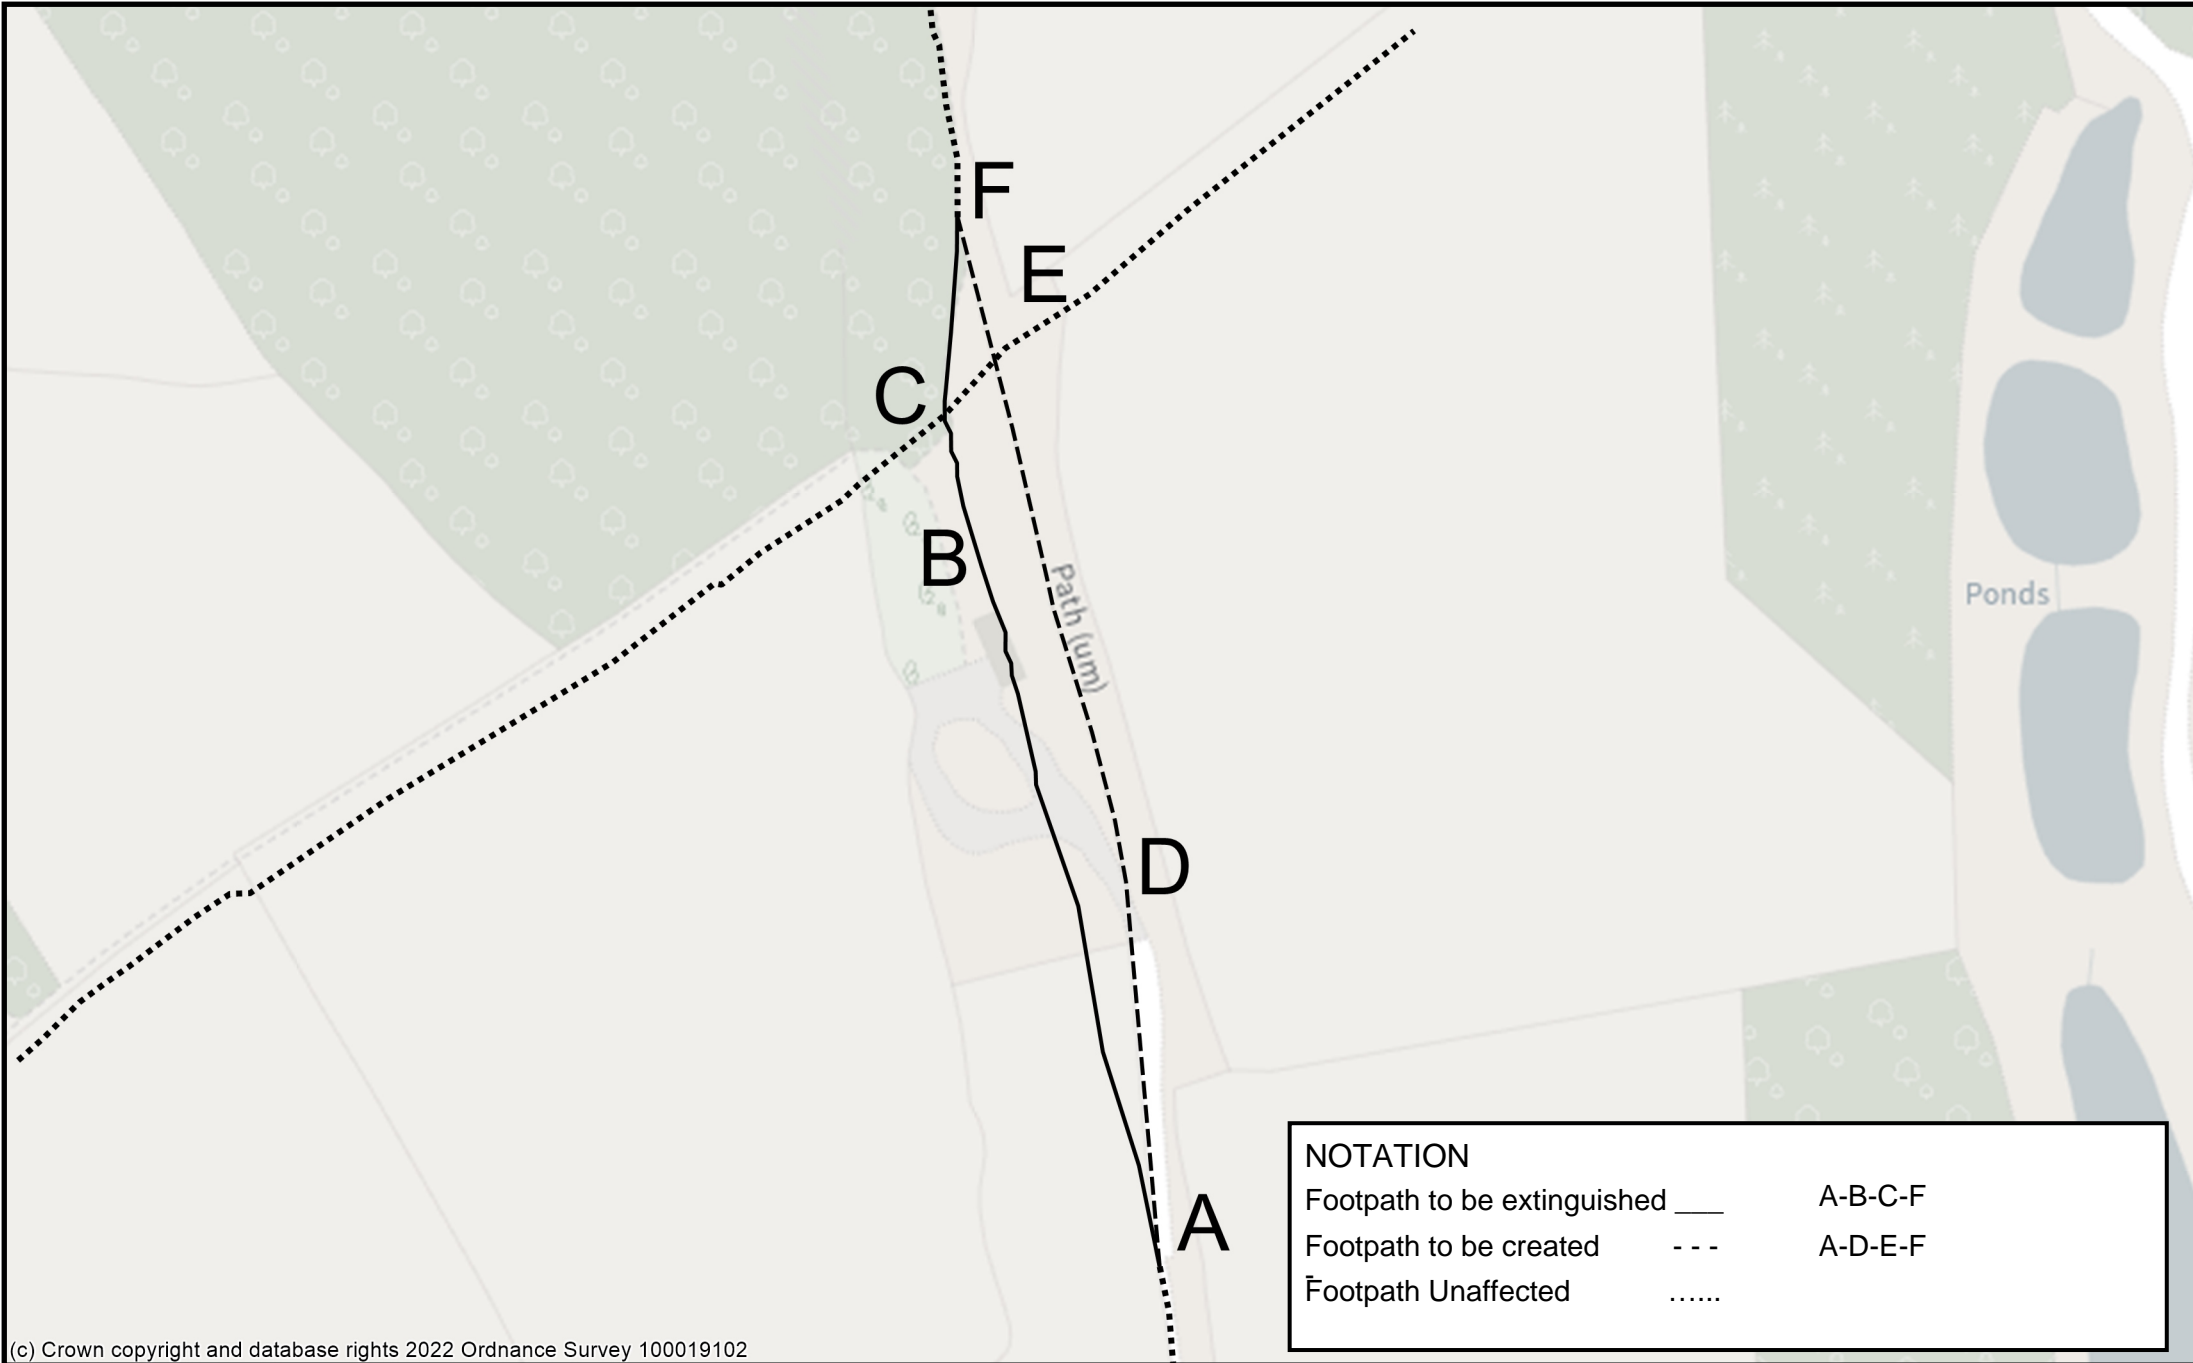 F
E
C
B
Path (um)
Ponds
D
A
NOTATION
Footpath to be extinguished ___ A-B-C-F
Footpath to be created - - - A-D-E-F
-
Footpath Unaffected …...
(c) Crown copyright and database rights 2022 Ordnance Survey 100019102